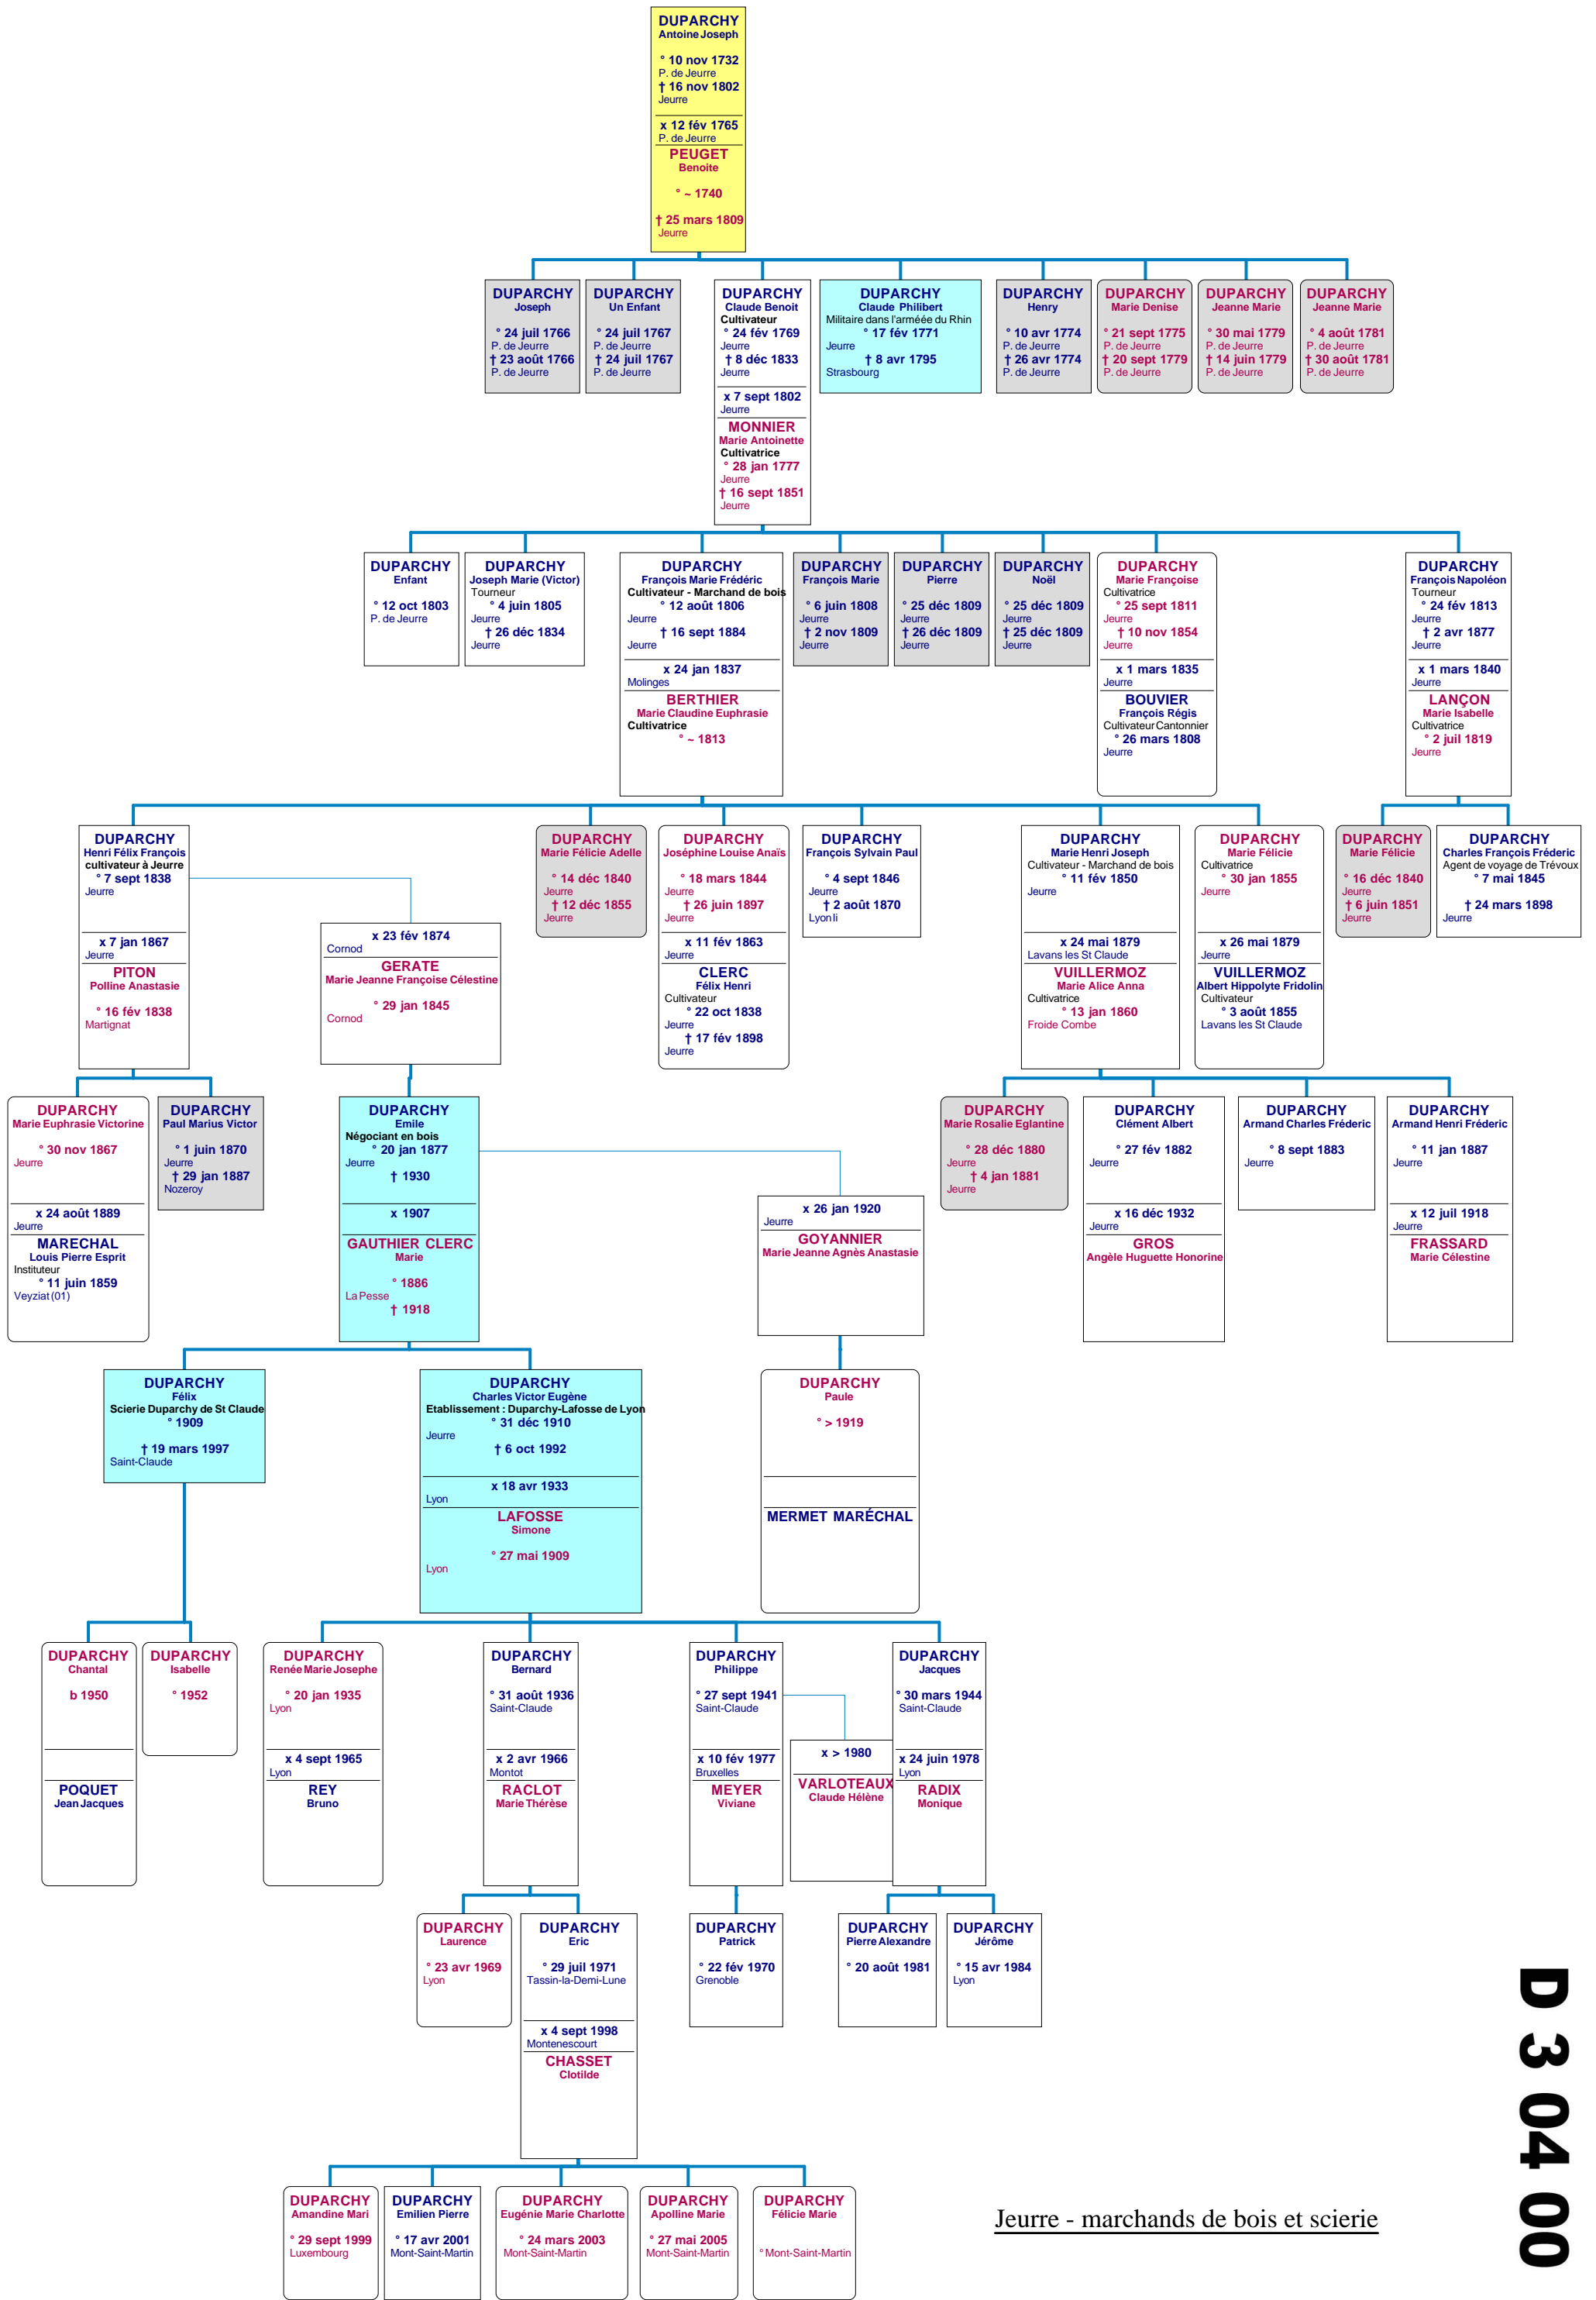 DUPARCHY
Antoine Joseph
° 10 nov 1732
P. de Jeurre
† 16 nov 1802
Jeurre
x 12 fév 1765
P. de Jeurre
PEUGET
Benoite
° ~ 1740
† 25 mars 1809
Jeurre
DUPARCHY
Joseph
° 24 juil 1766
P. de Jeurre
† 23 août 1766
P. de Jeurre
DUPARCHY
Un Enfant
° 24 juil 1767
P. de Jeurre
† 24 juil 1767
P. de Jeurre
DUPARCHY
Claude Benoit
Cultivateur
° 24 fév 1769
Jeurre
† 8 déc 1833
Jeurre
x 7 sept 1802
Jeurre
MONNIER
Marie Antoinette
Cultivatrice
° 28 jan 1777
Jeurre
† 16 sept 1851
Jeurre
DUPARCHY
Claude Philibert
Militaire dans l'arméée du Rhin
° 17 fév 1771
Jeurre
† 8 avr 1795
Strasbourg
DUPARCHY
Henry
° 10 avr 1774
P. de Jeurre
† 26 avr 1774
P. de Jeurre
DUPARCHY
Marie Denise
° 21 sept 1775
P. de Jeurre
† 20 sept 1779
P. de Jeurre
DUPARCHY
Jeanne Marie
° 30 mai 1779
P. de Jeurre
† 14 juin 1779
P. de Jeurre
DUPARCHY
Jeanne Marie
° 4 août 1781
P. de Jeurre
† 30 août 1781
P. de Jeurre
DUPARCHY
Enfant
° 12 oct 1803
P. de Jeurre
DUPARCHY
Joseph Marie (Victor)
Tourneur
° 4 juin 1805
Jeurre
† 26 déc 1834
Jeurre
DUPARCHY
François Marie Frédéric
Cultivateur - Marchand de bois
° 12 août 1806
Jeurre
† 16 sept 1884
Jeurre
x 24 jan 1837
Molinges
BERTHIER
Marie Claudine Euphrasie
Cultivatrice
° ~ 1813
DUPARCHY
François Marie
° 6 juin 1808
Jeurre
† 2 nov 1809
Jeurre
DUPARCHY
Pierre
° 25 déc 1809
Jeurre
† 26 déc 1809
Jeurre
DUPARCHY
Noël
° 25 déc 1809
Jeurre
† 25 déc 1809
Jeurre
DUPARCHY
Marie Françoise
Cultivatrice
° 25 sept 1811
Jeurre
† 10 nov 1854
Jeurre
x 1 mars 1835
Jeurre
BOUVIER
François Régis
Cultivateur Cantonnier
° 26 mars 1808
Jeurre
DUPARCHY
François Napoléon
Tourneur
° 24 fév 1813
Jeurre
† 2 avr 1877
Jeurre
x 1 mars 1840
Jeurre
LANÇON
Marie Isabelle
Cultivatrice
° 2 juil 1819
Jeurre
DUPARCHY
Henri Félix François
cultivateur à Jeurre
° 7 sept 1838
Jeurre
x 7 jan 1867
Jeurre
PITON
Polline Anastasie
° 16 fév 1838
Martignat
x 23 fév 1874
Cornod
GERATE
Marie Jeanne Françoise Célestine
° 29 jan 1845
Cornod
DUPARCHY
Marie Félicie Adelle
° 14 déc 1840
Jeurre
† 12 déc 1855
Jeurre
DUPARCHY
Joséphine Louise Anaïs
° 18 mars 1844
Jeurre
† 26 juin 1897
Jeurre
x 11 fév 1863
Jeurre
CLERC
Félix Henri
Cultivateur
° 22 oct 1838
Jeurre
† 17 fév 1898
Jeurre
DUPARCHY
François Sylvain Paul
° 4 sept 1846
Jeurre
† 2 août 1870
Lyon Ii
DUPARCHY
Marie Henri Joseph
Cultivateur - Marchand de bois
° 11 fév 1850
Jeurre
x 24 mai 1879
Lavans les St Claude
VUILLERMOZ
Marie Alice Anna
Cultivatrice
° 13 jan 1860
Froide Combe
DUPARCHY
Marie Félicie
Cultivatrice
° 30 jan 1855
Jeurre
x 26 mai 1879
Jeurre
VUILLERMOZ
Albert Hippolyte Fridolin
Cultivateur
° 3 août 1855
Lavans les St Claude
DUPARCHY
Marie Félicie
° 16 déc 1840
Jeurre
† 6 juin 1851
Jeurre
DUPARCHY
Charles François Fréderic
Agent de voyage de Trévoux
° 7 mai 1845
† 24 mars 1898
Jeurre
DUPARCHY
Marie Euphrasie Victorine
° 30 nov 1867
Jeurre
x 24 août 1889
Jeurre
MARECHAL
Louis Pierre Esprit
Instituteur
° 11 juin 1859
Veyziat (01)
DUPARCHY
Paul Marius Victor
° 1 juin 1870
Jeurre
† 29 jan 1887
Nozeroy
DUPARCHY
Emile
Négociant en bois
° 20 jan 1877
Jeurre
† 1930
x 1907
GAUTHIER CLERC
Marie
° 1886
La Pesse
† 1918
x 26 jan 1920
Jeurre
GOYANNIER
Marie Jeanne Agnès Anastasie
DUPARCHY
Marie Rosalie Eglantine
° 28 déc 1880
Jeurre
† 4 jan 1881
Jeurre
DUPARCHY
Clément Albert
° 27 fév 1882
Jeurre
x 16 déc 1932
Jeurre
GROS
Angèle Huguette Honorine
DUPARCHY
Armand Charles Fréderic
° 8 sept 1883
Jeurre
DUPARCHY
Armand Henri Fréderic
° 11 jan 1887
Jeurre
x 12 juil 1918
Jeurre
FRASSARD
Marie Célestine
DUPARCHY
Félix
Scierie Duparchy de St Claude
° 1909
† 19 mars 1997
Saint-Claude
DUPARCHY
Charles Victor Eugène
Etablissement : Duparchy-Lafosse de Lyon
° 31 déc 1910
Jeurre
† 6 oct 1992
x 18 avr 1933
Lyon
LAFOSSE
Simone
° 27 mai 1909
Lyon
DUPARCHY
Paule
° > 1919
MERMET MARÉCHAL
DUPARCHY
Chantal
b 1950
POQUET
Jean Jacques
DUPARCHY
Isabelle
° 1952
DUPARCHY
Renée Marie Josephe
° 20 jan 1935
Lyon
x 4 sept 1965
Lyon
REY
Bruno
DUPARCHY
Bernard
° 31 août 1936
Saint-Claude
x 2 avr 1966
Montot
RACLOT
Marie Thérèse
DUPARCHY
Philippe
° 27 sept 1941
Saint-Claude
x 10 fév 1977
Bruxelles
MEYER
Viviane
x > 1980
VARLOTEAUX
Claude Hélène
DUPARCHY
Jacques
° 30 mars 1944
Saint-Claude
x 24 juin 1978
Lyon
RADIX
Monique
DUPARCHY
Laurence
° 23 avr 1969
Lyon
DUPARCHY
Eric
° 29 juil 1971
Tassin-la-Demi-Lune
x 4 sept 1998
Montenescourt
CHASSET
Clotilde
DUPARCHY
Patrick
° 22 fév 1970
Grenoble
DUPARCHY
Pierre Alexandre
° 20 août 1981
DUPARCHY
Jérôme
° 15 avr 1984
Lyon
DUPARCHY
Amandine Mari
° 29 sept 1999
Luxembourg
DUPARCHY
Emilien Pierre
° 17 avr 2001
Mont-Saint-Martin
DUPARCHY
Eugénie Marie Charlotte
° 24 mars 2003
Mont-Saint-Martin
DUPARCHY
Apolline Marie
° 27 mai 2005
Mont-Saint-Martin
DUPARCHY
Félicie Marie
° Mont-Saint-Martin
Jeurre - marchands de bois et scierie
D 3 04 00